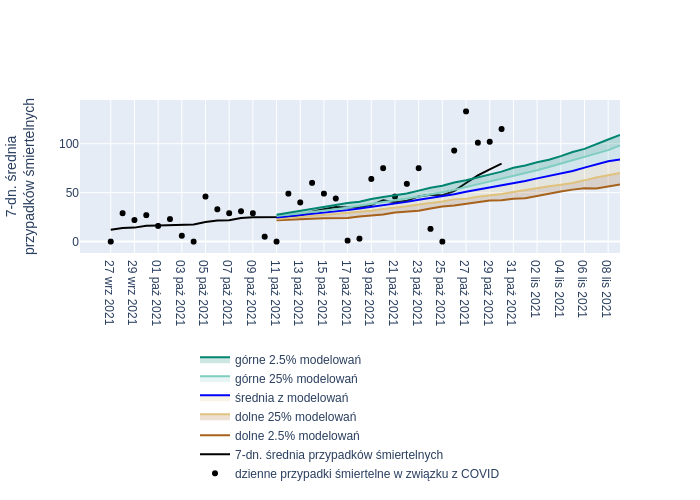 7-dn. średnia
przypadków śmiertelnych
100
50
0
27 wrz 2021
29 wrz 2021
01 paź 2021
03 paź 2021
05 paź 2021
07 paź 2021
09 paź 2021
11 paź 2021
13 paź 2021
15 paź 2021
17 paź 2021
19 paź 2021
21 paź 2021
23 paź 2021
25 paź 2021
27 paź 2021
29 paź 2021
31 paź 2021
02 lis 2021
04 lis 2021
06 lis 2021
08 lis 2021
górne 2.5% modelowań
górne 25% modelowań
średnia z modelowań
dolne 25% modelowań
dolne 2.5% modelowań
7-dn. średnia przypadków śmiertelnych
dzienne przypadki śmiertelne w związku z COVID